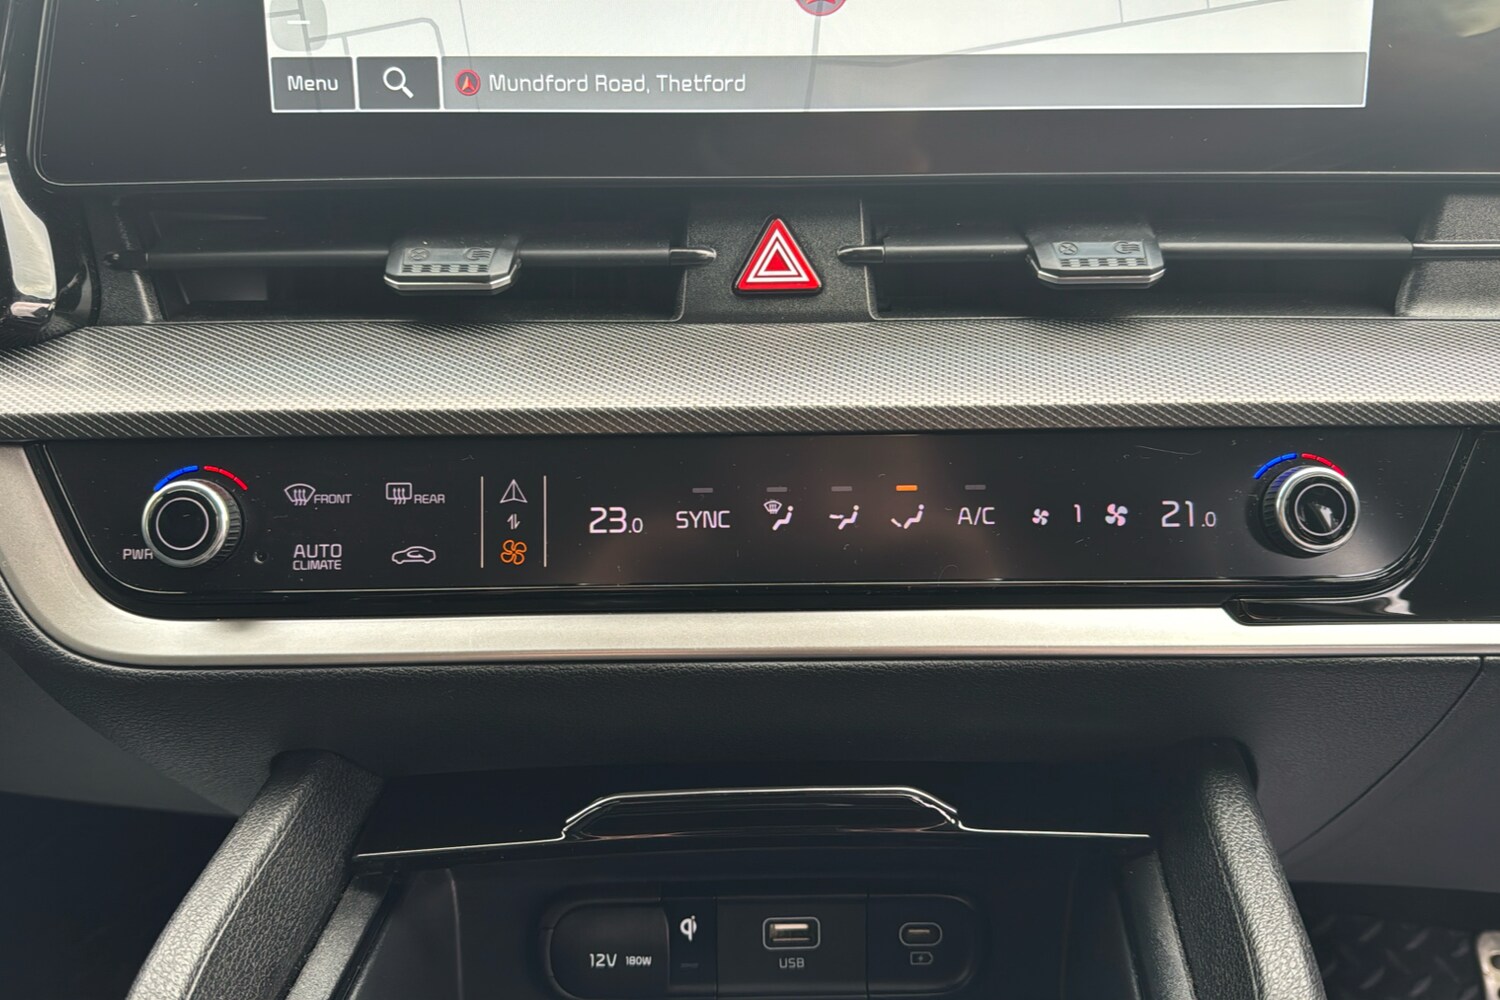 Menu
Mundford Road, Thetford
FRONT
REAR
PWR
AUTO
CLIMATE
23.0
SYNC
A/C
1
21.0
12V 180W
USB